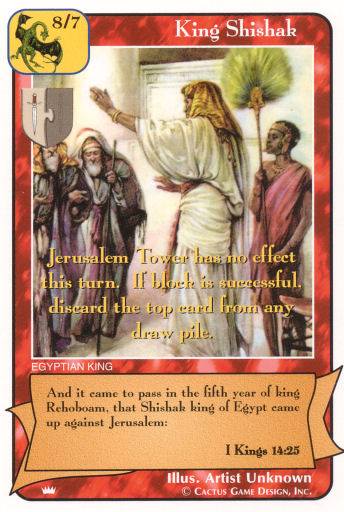 8/7
King Shishak
Jerusalem Tower has no effect
this turn. If block is successful,
discard the top card from any
draw pile.
EGYPTIAN KING
And it came to pass in the fifth year of king
Rehoboam, that Shishak king of Egypt came
up against Jerusalem:
I Kings 14:25
Illus. Artist Unknown
© CACTUS GAME DESIGN, INC.